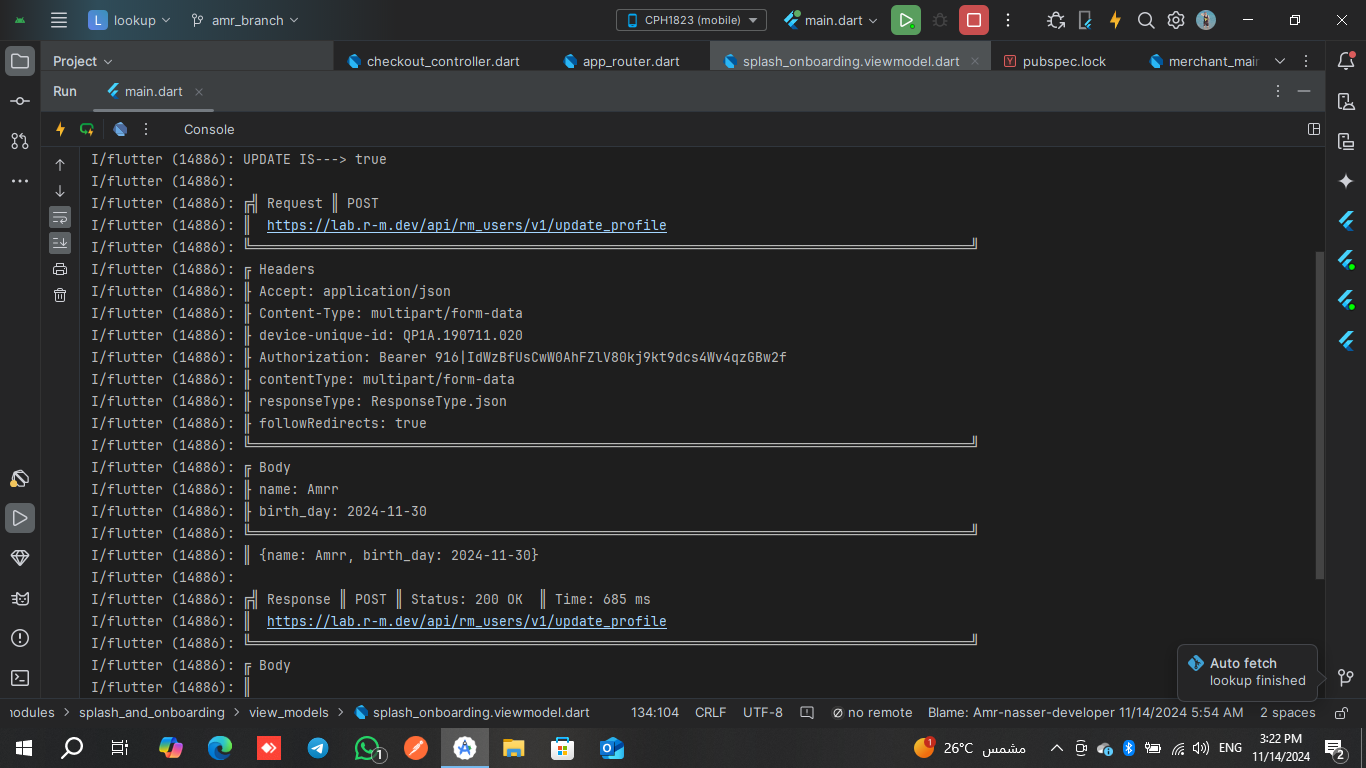 L lookup amr_branch CPH1823 (mobile) main.dart
Project checkout_controller.dart app_router.dart splash_onboarding.viewmodel.dart pubspec.lock merchant_mair
Run main.dart
Console
I/flutter (14886): UPDATE IS---> true
I/flutter (14886):
I/flutter (14886): ╔╣ Request ║ POST
I/flutter (14886): ║  https://lab.r-m.dev/api/rm_users/v1/update_profile
I/flutter (14886):
I/flutter (14886): ╔ Headers
I/flutter (14886): ╟ Accept: application/json
I/flutter (14886): ╟ Content-Type: multipart/form-data
I/flutter (14886): ╟ device-unique-id: QP1A.190711.020
I/flutter (14886): ╟ Authorization: Bearer 916|IdWzBfUsCwW0AhFZlV80kj9kt9dcs4Wv4qzGBw2f
I/flutter (14886): ╟ contentType: multipart/form-data
I/flutter (14886): ╟ responseType: ResponseType.json
I/flutter (14886): ╟ followRedirects: true
I/flutter (14886):
I/flutter (14886): ╔ Body
I/flutter (14886): ╟ name: Amrr
I/flutter (14886): ╟ birth_day: 2024-11-30
I/flutter (14886):
I/flutter (14886): ║ {name: Amrr, birth_day: 2024-11-30}
I/flutter (14886):
I/flutter (14886): ╔╣ Response ║ POST ║ Status: 200 OK  ║ Time: 685 ms
I/flutter (14886): ║  https://lab.r-m.dev/api/rm_users/v1/update_profile
I/flutter (14886):
I/flutter (14886): ╔ Body
I/flutter (14886): ║
Auto fetch
lookup finished
modules > splash_and_onboarding > view_models > splash_onboarding.viewmodel.dart 134:104 CRLF UTF-8 no remote Blame: Amr-nasser-developer 11/14/2024 5:54 AM 2 spaces
1 1 26°C مشمس ENG 3:22 PM
11/14/2024 2